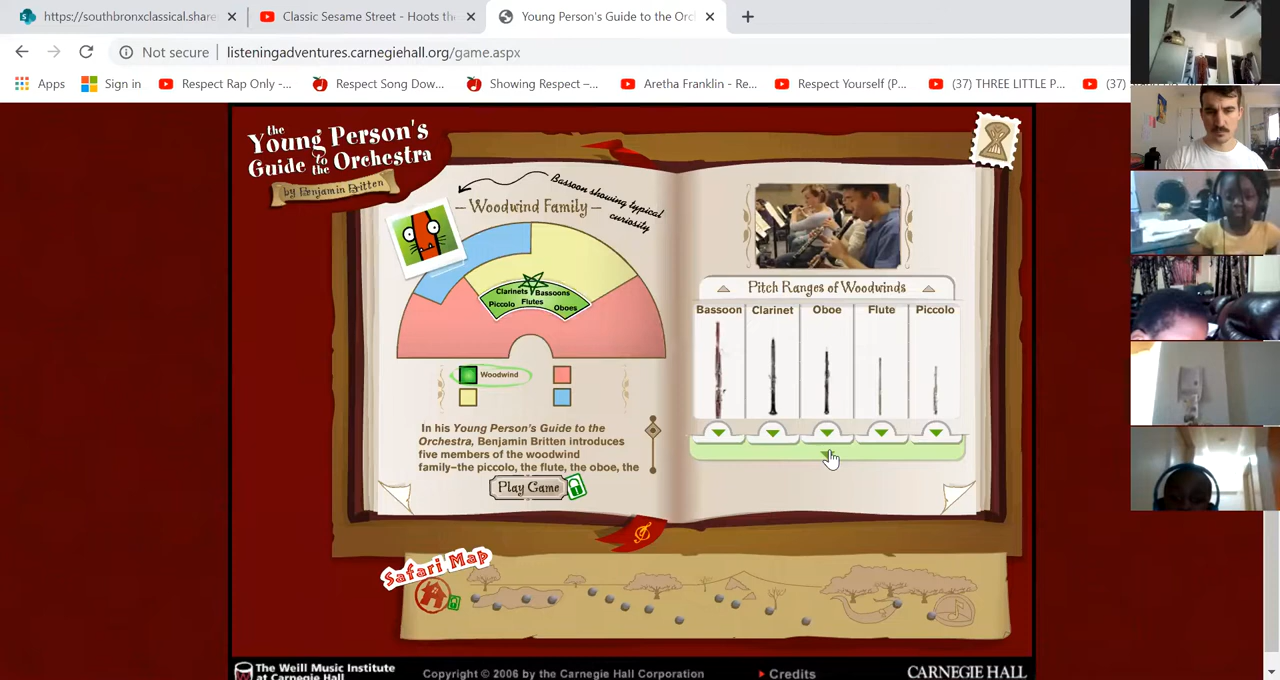 https://southbronxclassical.share
Classic Sesame Street - Hoots the
Young Person's Guide to the Orc
Not secure
listeningadventures.carnegiehall.org/game.aspx
Apps
Sign in
Respect Rap Only -...
Respect Song Dow...
Showing Respect –...
Aretha Franklin - Re...
Respect Yourself (P...
(37) THREE LITTLE P...
(37)
the
Young Person's
Guide to the Orchestra
by Benjamin Britten
Bassoon showing typical
curiosity
Woodwind Family
Clarinets
Bassoons
Piccolo
Flutes
Oboes
Woodwind
In his Young Person's Guide to the
Orchestra, Benjamin Britten introduces
five members of the woodwind
family–the piccolo, the flute, the oboe, the
Play Game
Pitch Ranges of Woodwinds
Bassoon
Clarinet
Oboe
Flute
Piccolo
Safari Map
The Weill Music Institute
at Carnegie Hall
Copyright © 2006 by the Carnegie Hall Corporation
Credits
CARNEGIE HALL